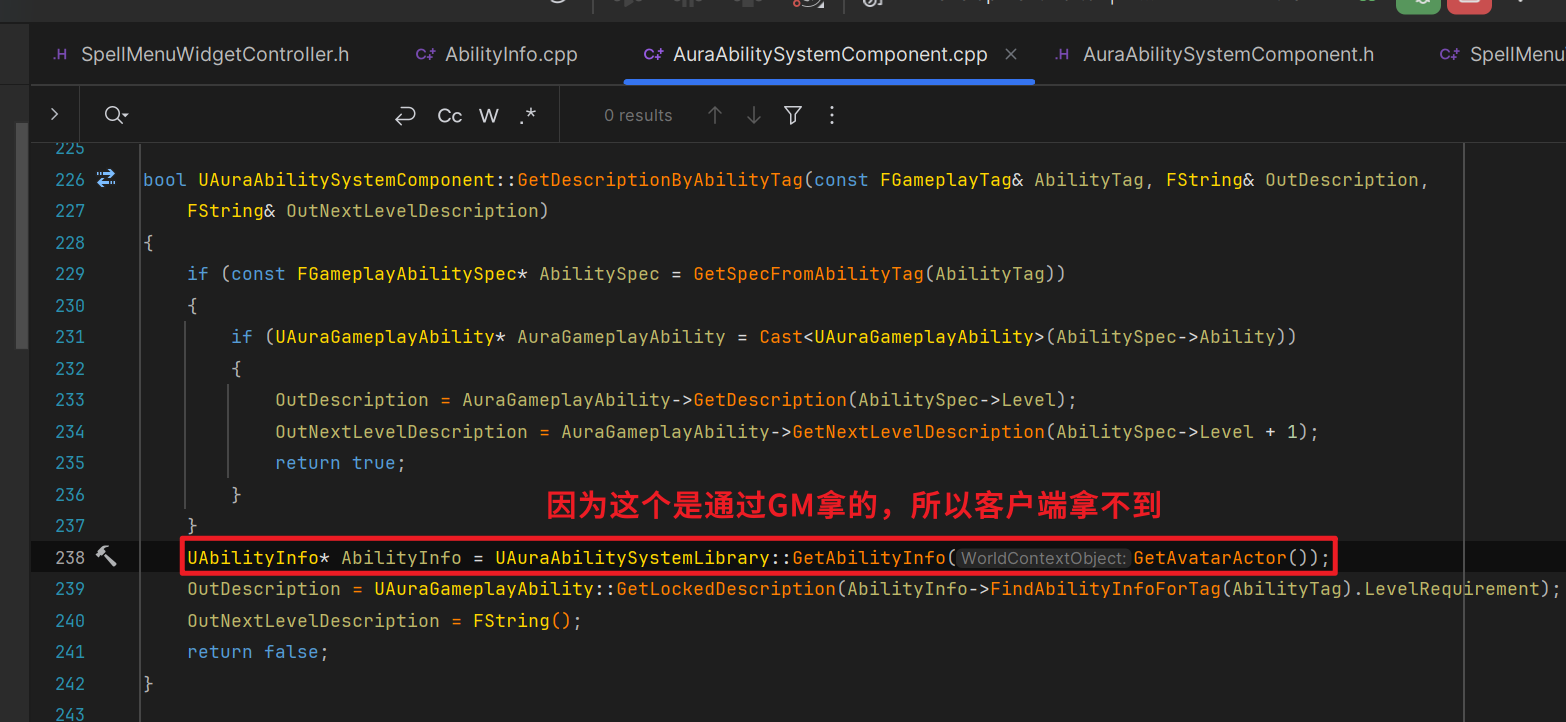 SpellMenuWidgetController.h
AbilityInfo.cpp
AuraAbilitySystemComponent.cpp
AuraAbilitySystemComponent.h
SpellMenu
Cc W .* 0 results
225
226 bool UAuraAbilitySystemComponent::GetDescriptionByAbilityTag(const FGameplayTag& AbilityTag, FString& OutDescription,
227 FString& OutNextLevelDescription)
228 {
229 if (const FGameplayAbilitySpec* AbilitySpec = GetSpecFromAbilityTag(AbilityTag))
230 {
231 if (UAuraGameplayAbility* AuraGameplayAbility = Cast<UAuraGameplayAbility>(AbilitySpec->Ability))
232 {
233 OutDescription = AuraGameplayAbility->GetDescription(AbilitySpec->Level);
234 OutNextLevelDescription = AuraGameplayAbility->GetNextLevelDescription(AbilitySpec->Level + 1);
235 return true;
236 }
因为这个是通过GM拿的，所以客户端拿不到
237 }
238 UAbilityInfo* AbilityInfo = UAuraAbilitySystemLibrary::GetAbilityInfo(WorldContextObject: GetAvatarActor());
239 OutDescription = UAuraGameplayAbility::GetLockedDescription(AbilityInfo->FindAbilityInfoForTag(AbilityTag).LevelRequirement);
240 OutNextLevelDescription = FString();
241 return false;
242 }
243